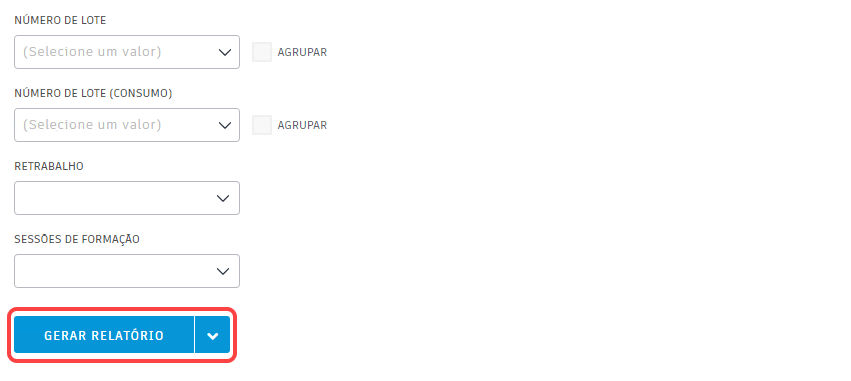 NÚMERO DE LOTE
(Selecione um valor) AGRUPAR
NÚMERO DE LOTE (CONSUMO)
(Selecione um valor) AGRUPAR
RETRABALHO
SESSÕES DE FORMAÇÃO
GERAR RELATÓRIO